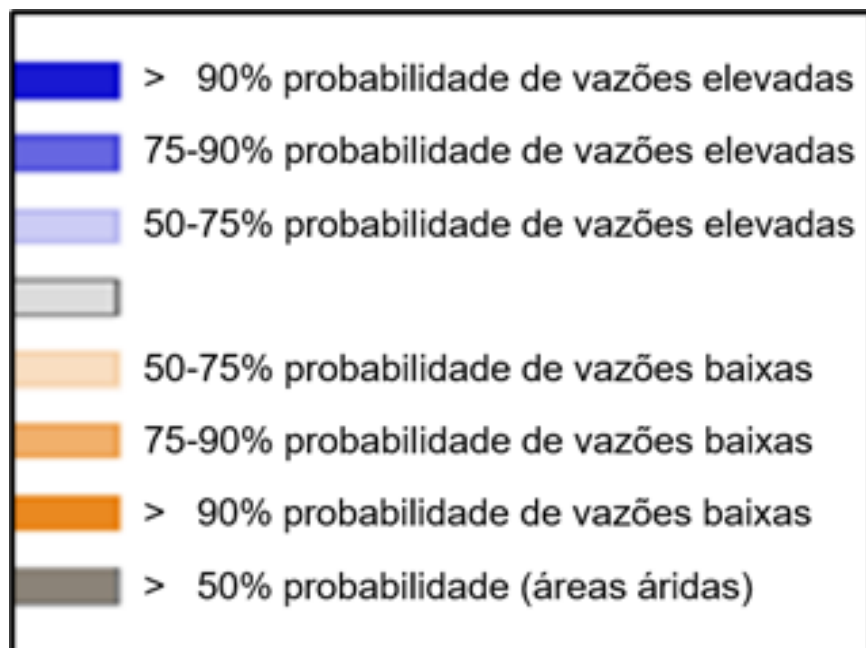 > 90% probabilidade de vazões elevadas
75-90% probabilidade de vazões elevadas
50-75% probabilidade de vazões elevadas
50-75% probabilidade de vazões baixas
75-90% probabilidade de vazões baixas
> 90% probabilidade de vazões baixas
> 50% probabilidade (áreas áridas)